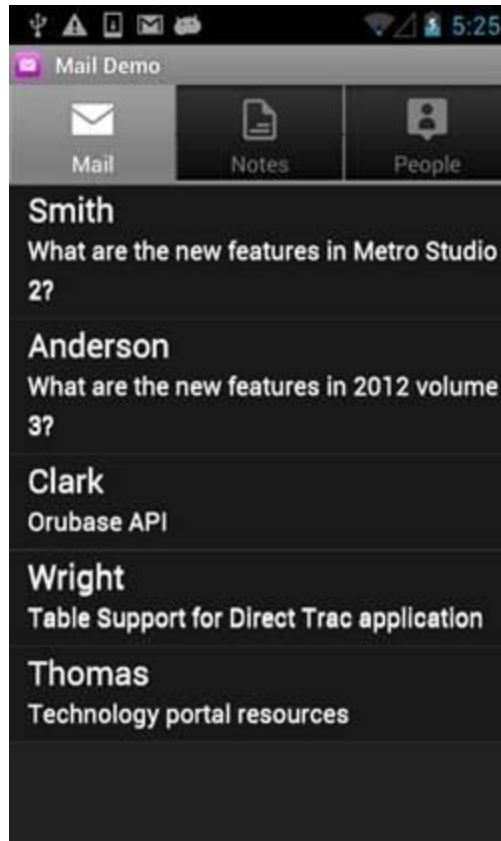 5:25
Mail Demo
Mail
Notes
People
Smith
What are the new features in Metro Studio
2?
Anderson
What are the new features in 2012 volume
3?
Clark
Orubase API
Wright
Table Support for Direct Trac application
Thomas
Technology portal resources